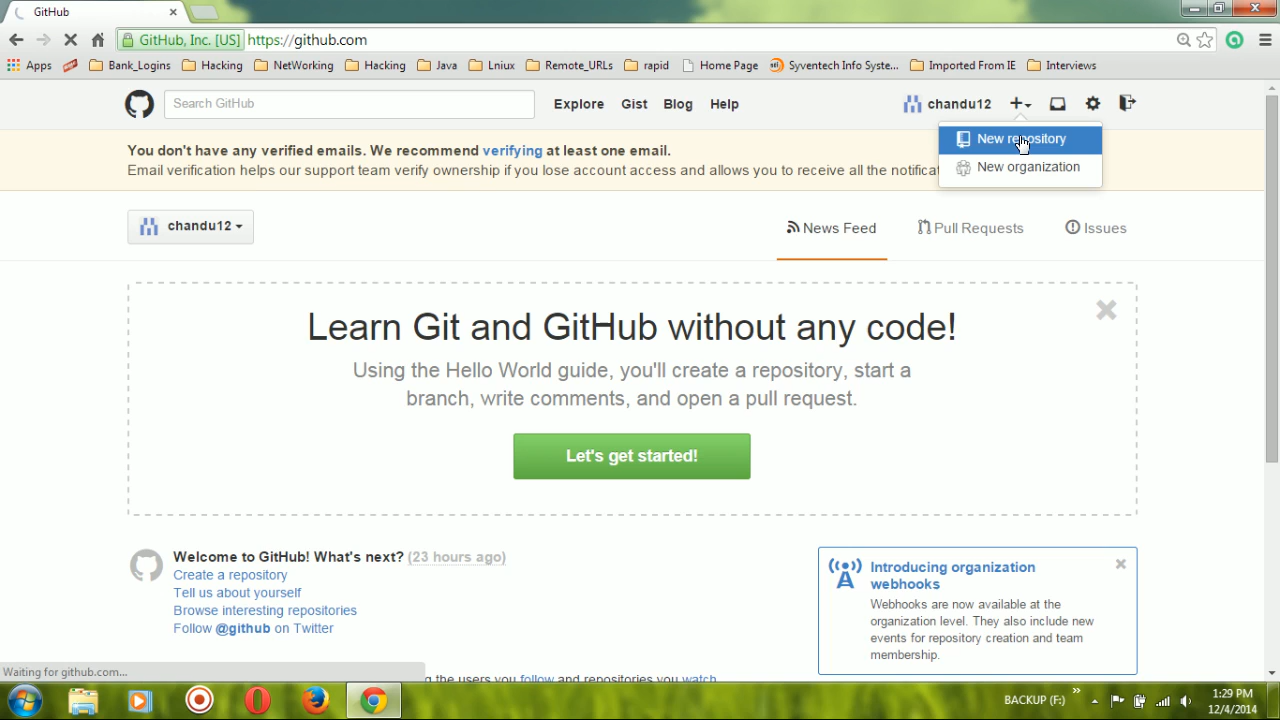 GitHub
GitHub, Inc. [US] https://github.com
Apps Bank_Logins Hacking NetWorking Hacking Java Lniux Remote_URLs rapid Home Page Syventech Info Syste... Imported From IE Interviews
Search GitHub Explore Gist Blog Help chandu12
New repository
New organization
You don't have any verified emails. We recommend verifying at least one email.
Email verification helps our support team verify ownership if you lose account access and allows you to receive all the
chandu12 News Feed Pull Requests Issues
Learn Git and GitHub without any code!
Using the Hello World guide, you'll create a repository, start a
branch, write comments, and open a pull request.
Let's get started!
Welcome to GitHub! What's next? (23 hours ago)
Create a repository
Tell us about yourself
Browse interesting repositories
Follow @github on Twitter
Introducing organization
webhooks
Webhooks are now available at the
organization level. They also include new
events for repository creation and team
membership.
Waiting for github.com...
the users you follow and repositories you watch
BACKUP (F:)
1:29 PM
12/4/2014